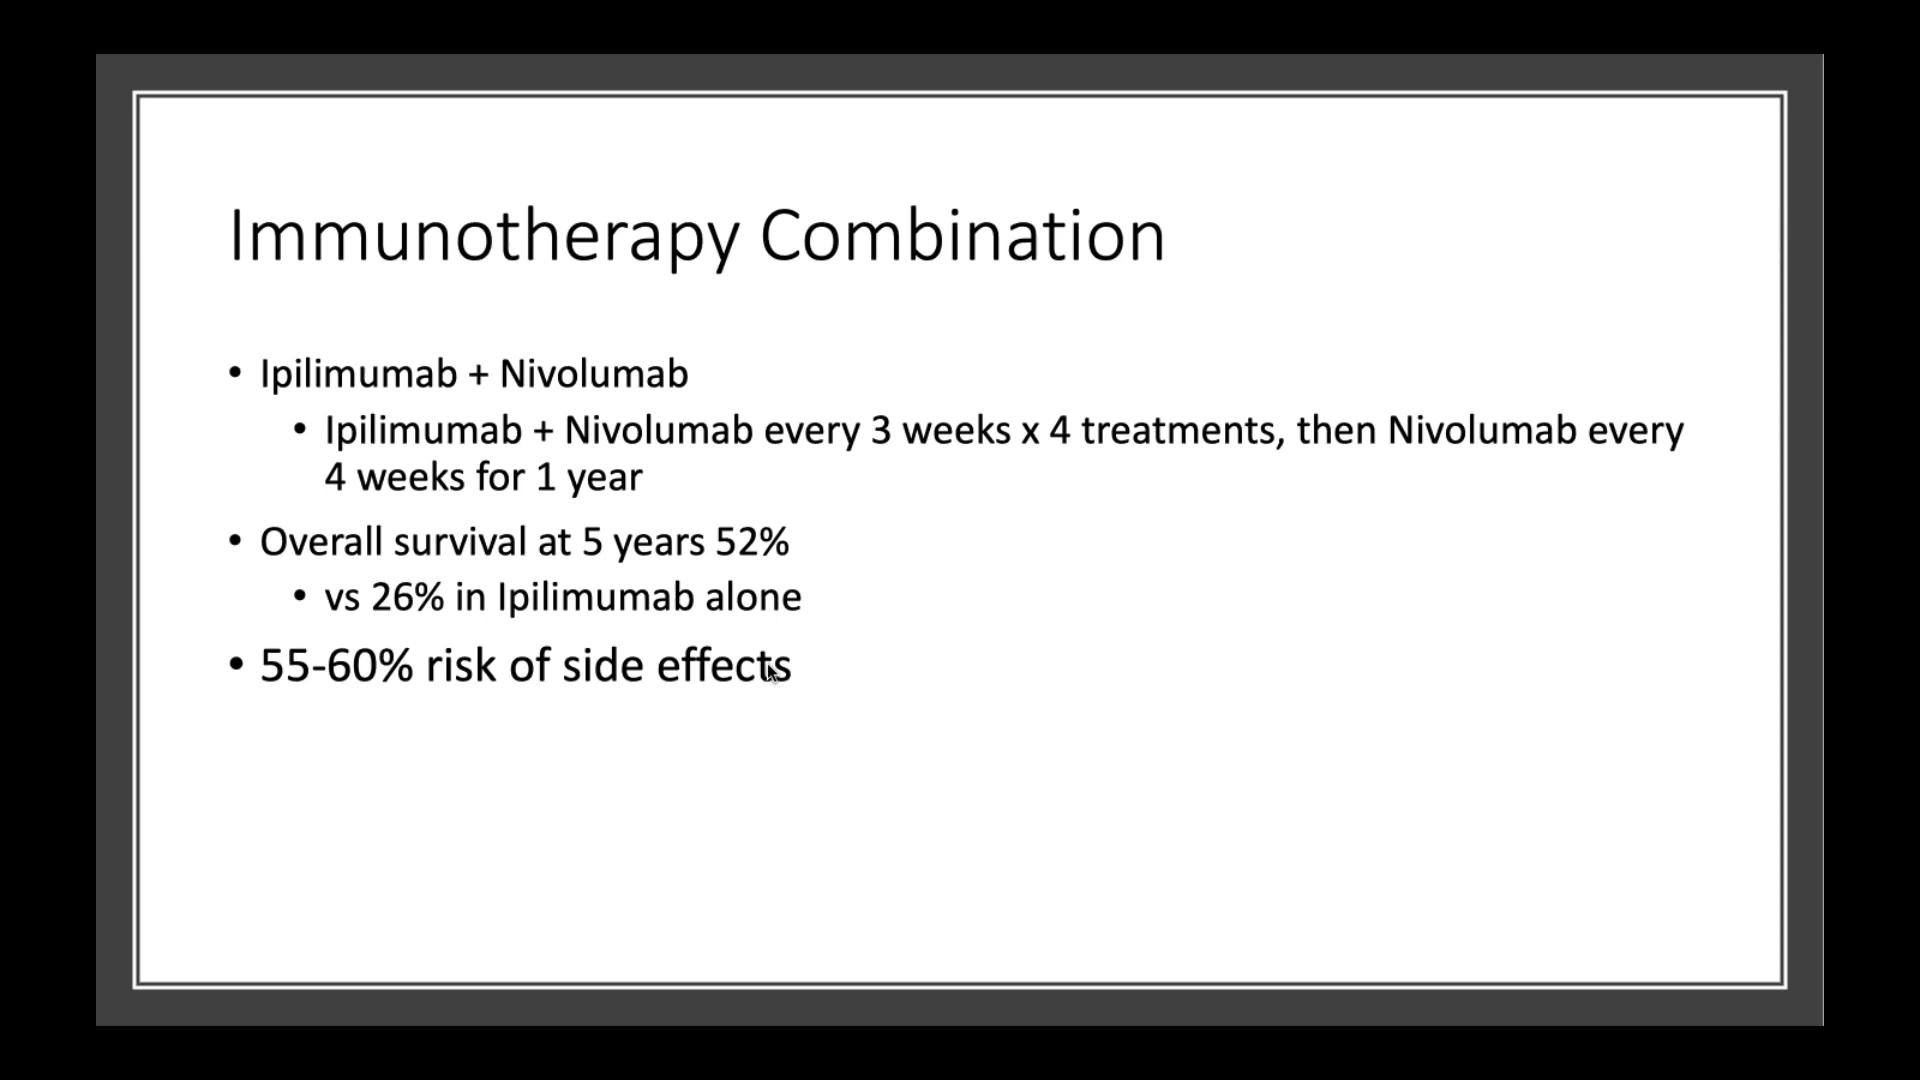 Immunotherapy Combination
• Ipilimumab + Nivolumab
• Ipilimumab + Nivolumab every 3 weeks x 4 treatments, then Nivolumab every
4 weeks for 1 year
• Overall survival at 5 years 52%
• vs 26% in Ipilimumab alone
• 55-60% risk of side effects